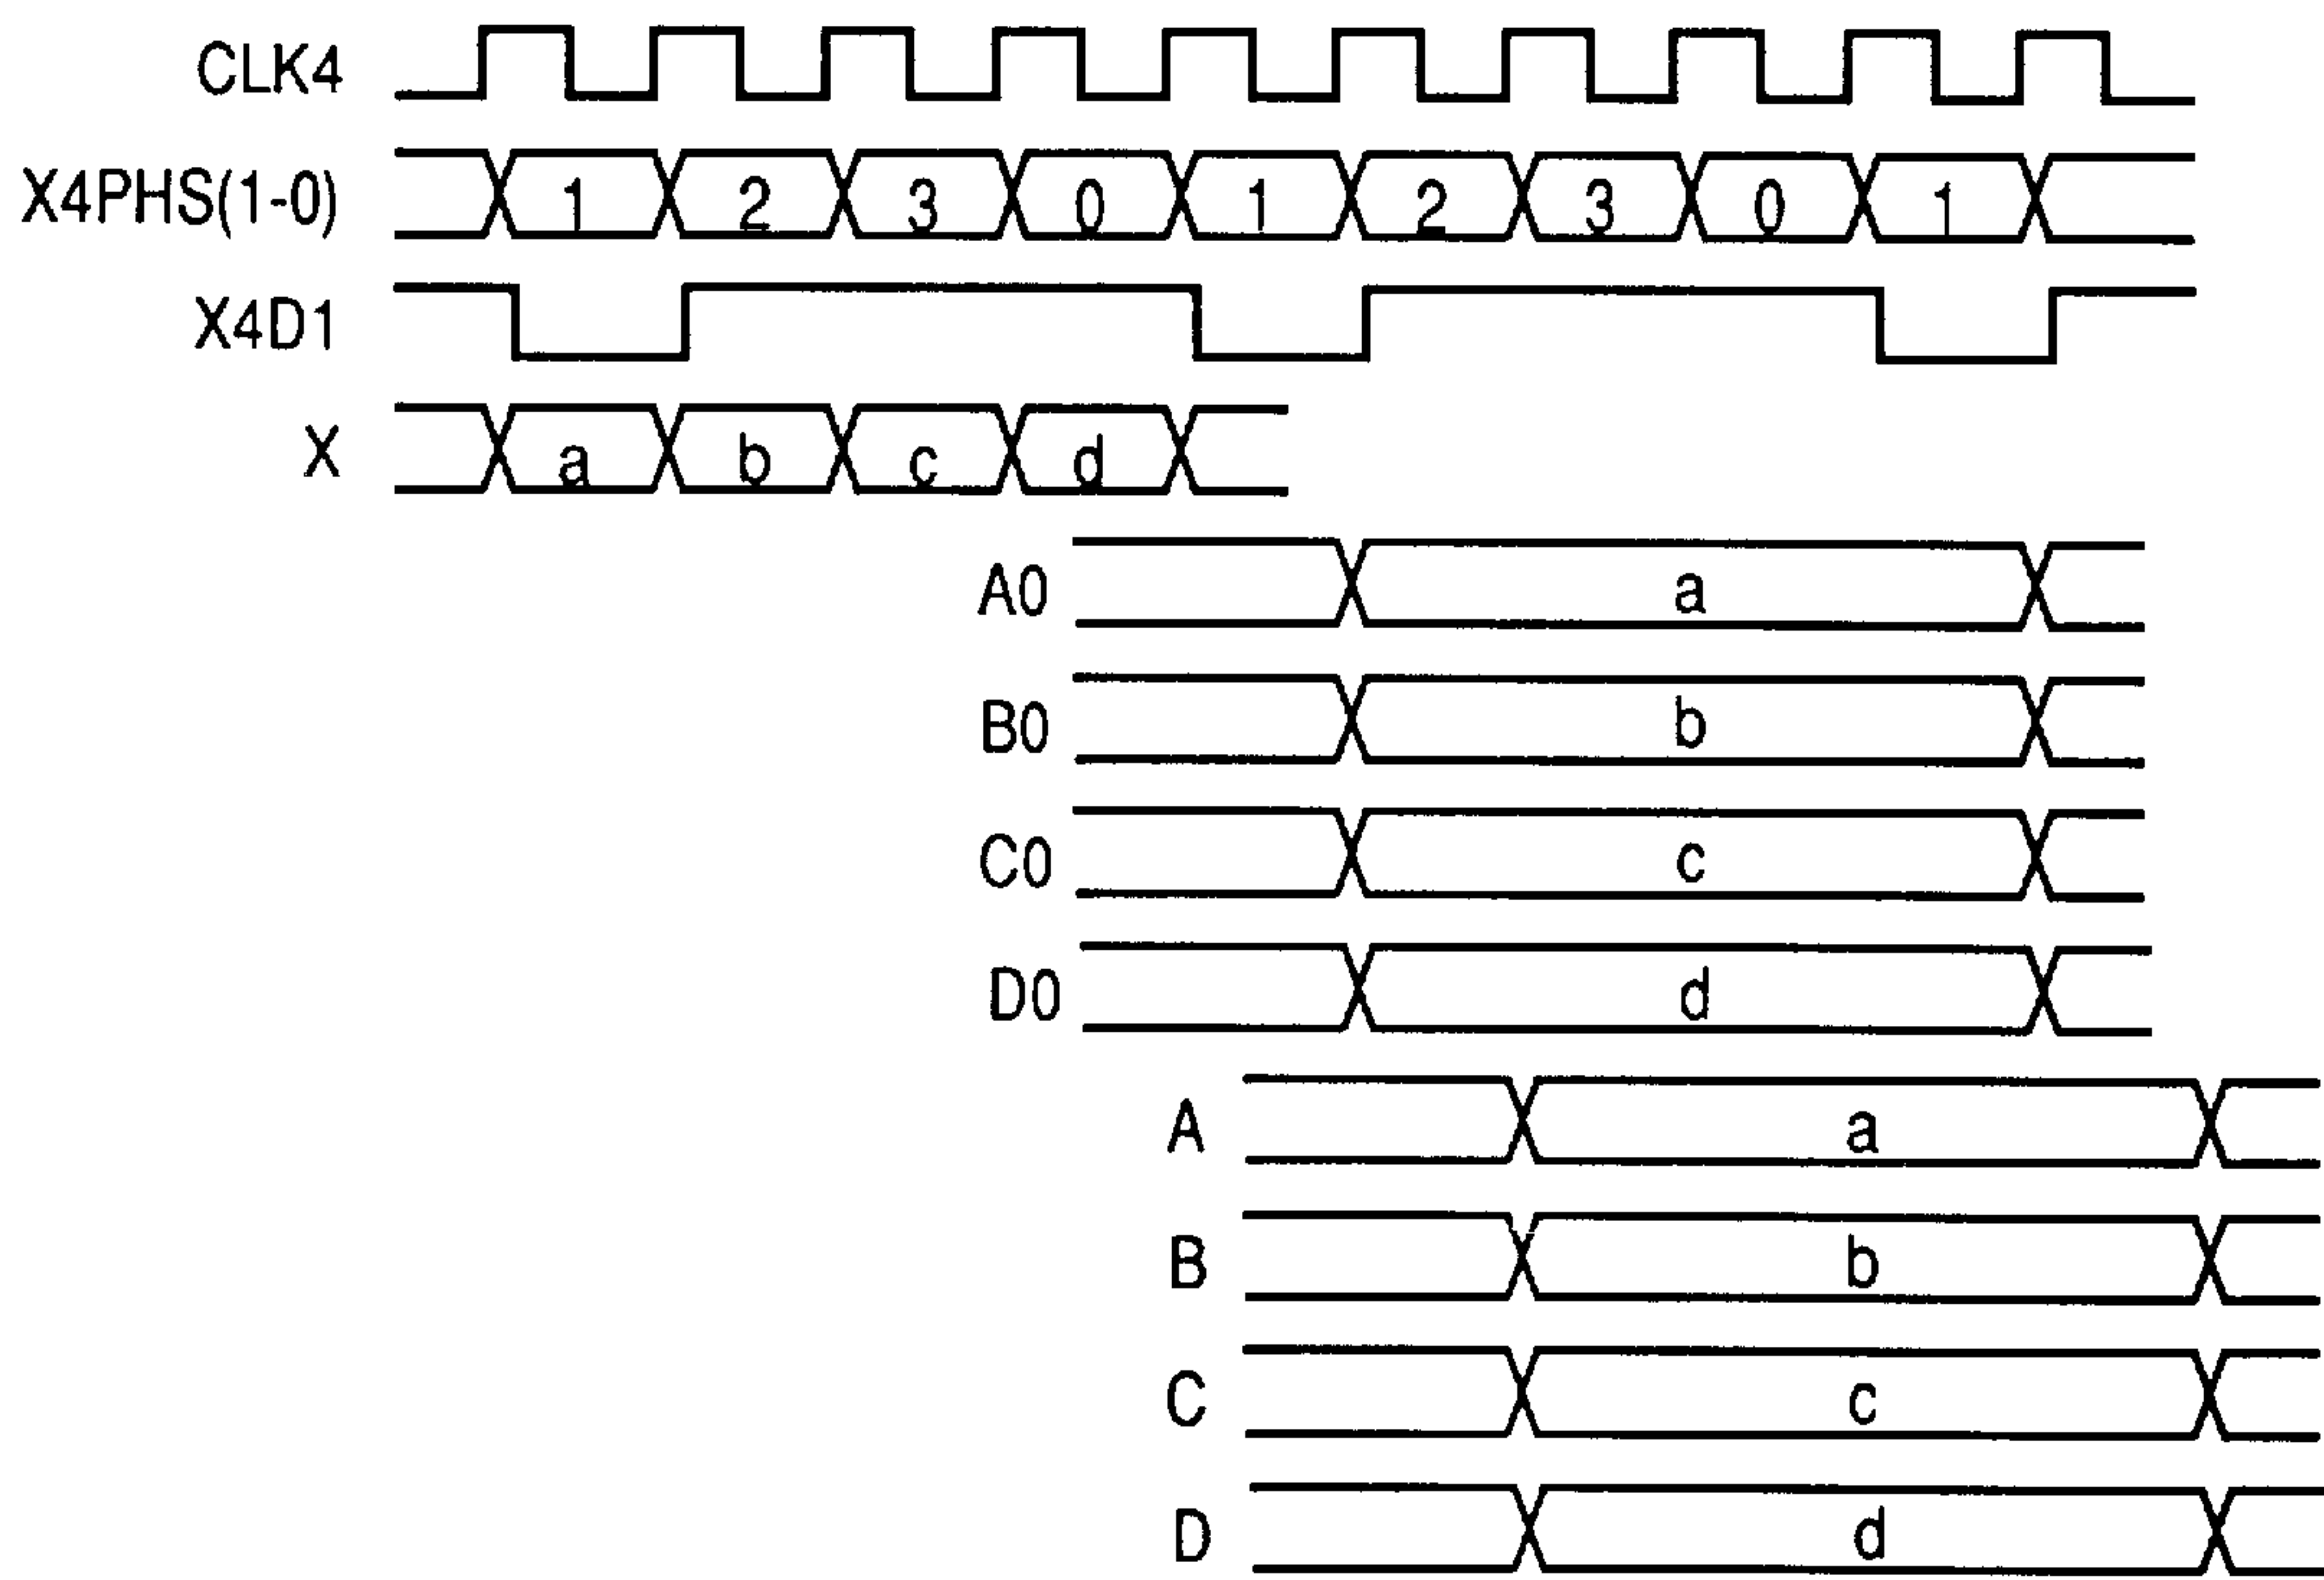 CLK4
X4PHS(1-0) 1 2 3 0 1 2 3 0 1
X4D1
X a b c d
A0 a
B0 b
C0 c
D0 d
A a
B b
C c
D d